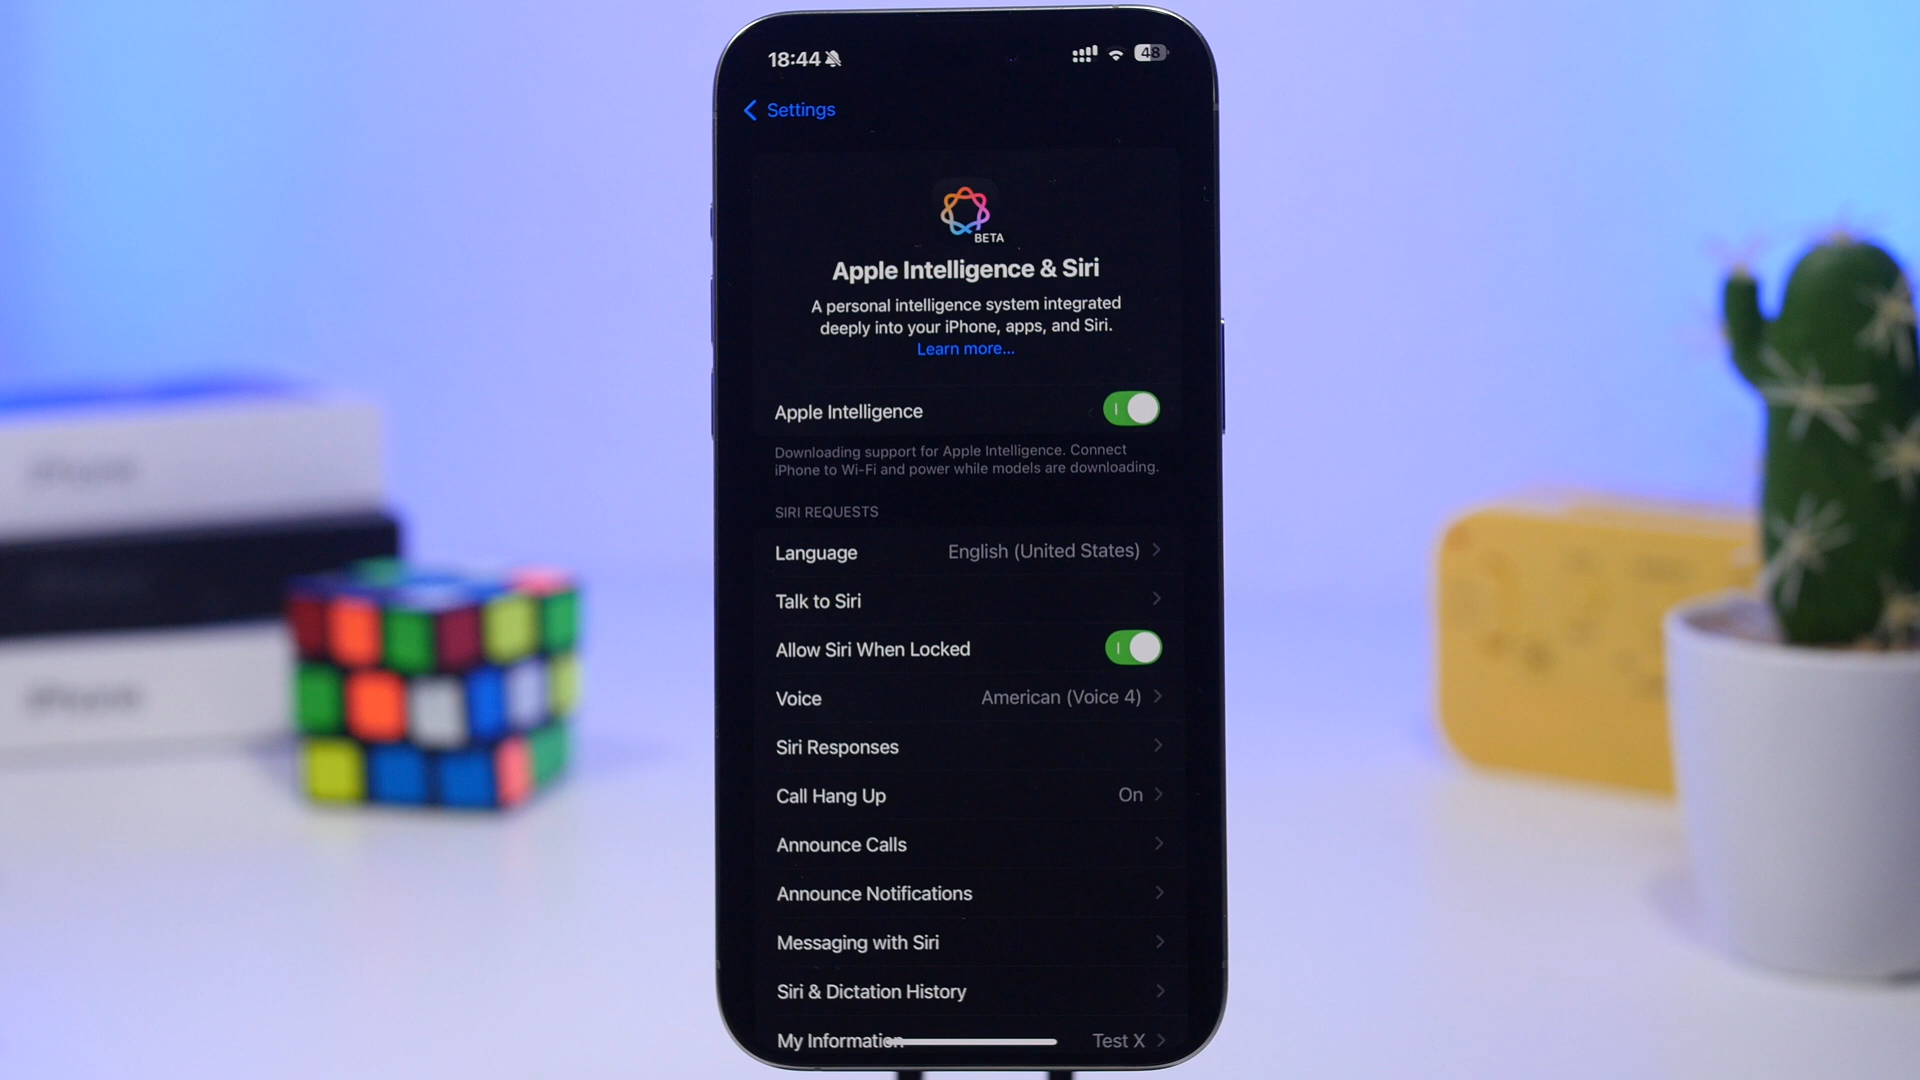 18:44
48
Settings
BETA
Apple Intelligence & Siri
A personal intelligence system integrated
deeply into your iPhone, apps, and Siri.
Learn more...
Apple Intelligence
Downloading support for Apple Intelligence. Connect
iPhone to Wi-Fi and power while models are downloading.
SIRI REQUESTS
Language English (United States)
Talk to Siri
Allow Siri When Locked
Voice American (Voice 4)
Siri Responses
Call Hang Up On
Announce Calls
Announce Notifications
Messaging with Siri
Siri & Dictation History
My Information Test X
iPhone
iPhone